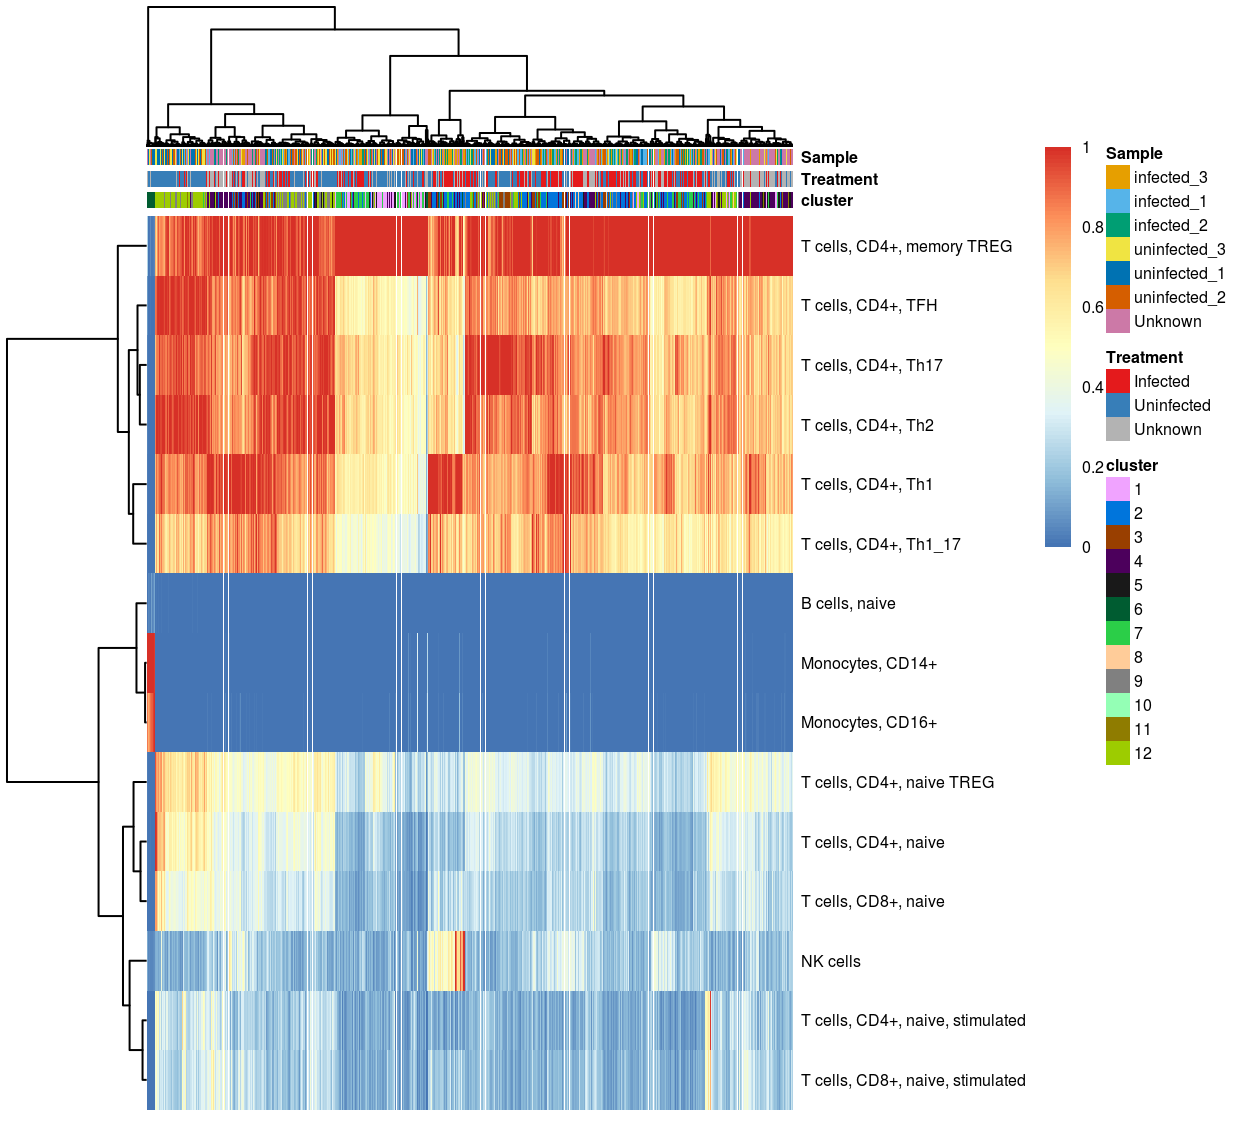 Sample
Treatment
cluster
T cells, CD4+, memory TREG
T cells, CD4+, TFH
T cells, CD4+, Th17
T cells, CD4+, Th2
T cells, CD4+, Th1
T cells, CD4+, Th1_17
B cells, naive
Monocytes, CD14+
Monocytes, CD16+
T cells, CD4+, naive TREG
T cells, CD4+, naive
T cells, CD8+, naive
NK cells
T cells, CD4+, naive, stimulated
T cells, CD8+, naive, stimulated
1
0.8
0.6
0.4
0.2
0
Sample
infected_3
infected_1
infected_2
uninfected_3
uninfected_1
uninfected_2
Unknown
Treatment
Infected
Uninfected
Unknown
cluster
1
2
3
4
5
6
7
8
9
10
11
12